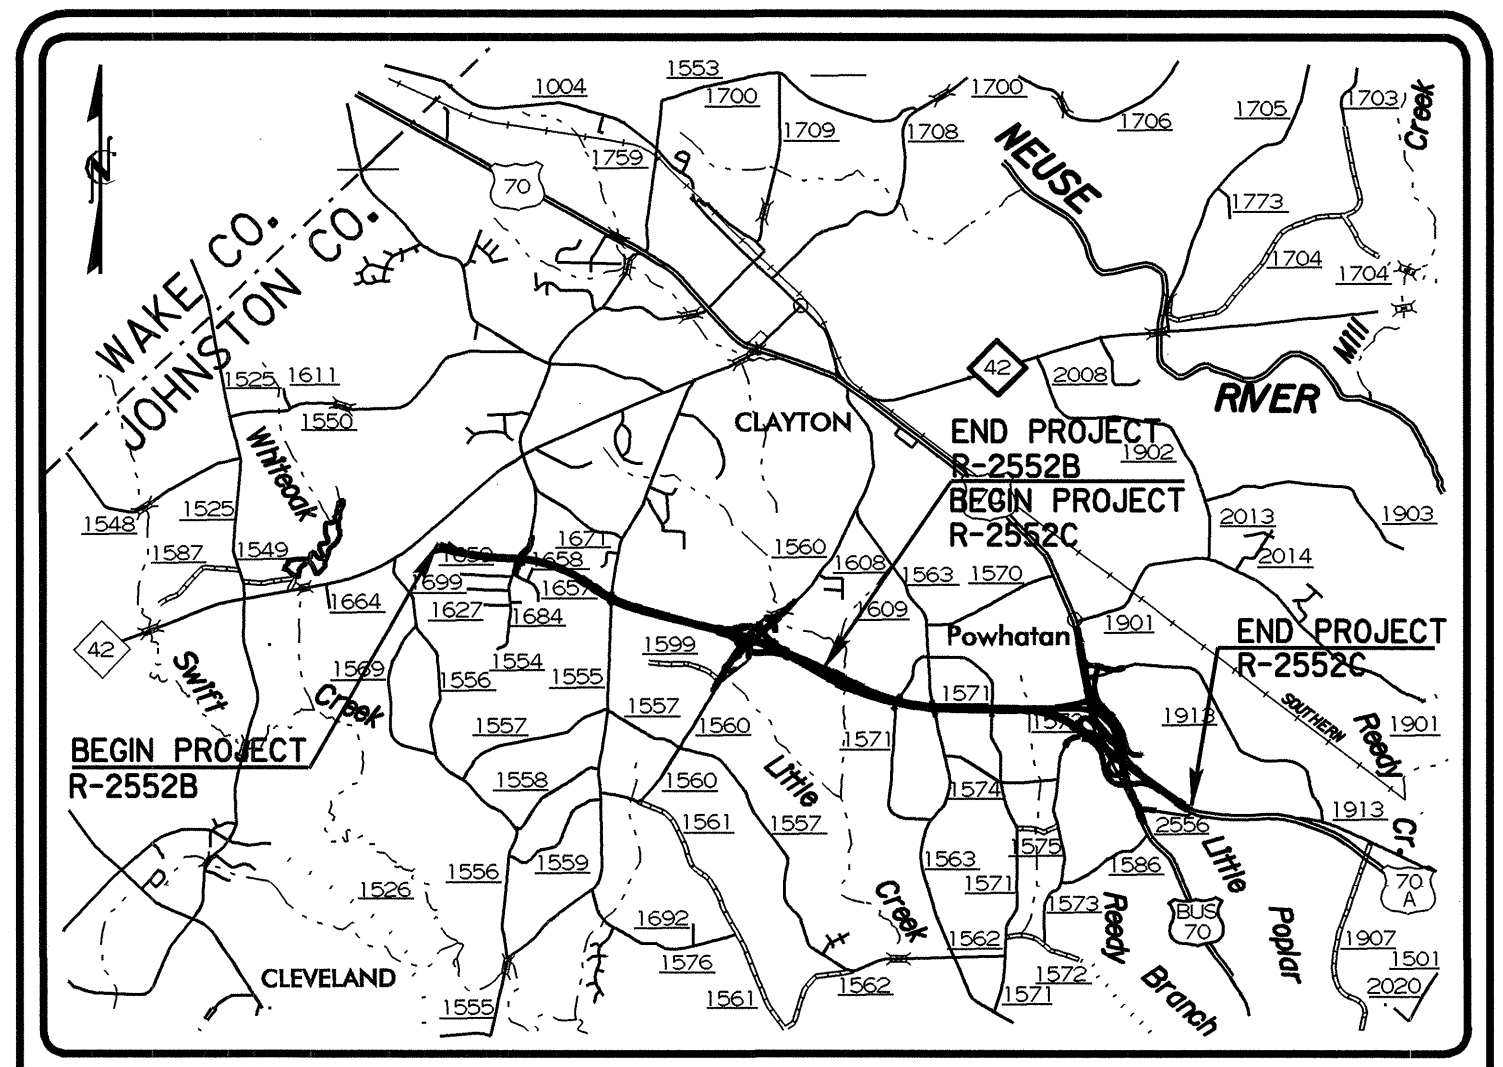 1553
1004
1700
1700
1703
Creek
1705
1709
1708
1706
NEUSE
1759
70
1773
WAKE CO.
JOHNSTON CO.
1704
1704
Mill
42
2008
RIVER
1525
1611
1550
CLAYTON
END PROJECT
R-2552B
BEGIN PROJECT
R-2552C
1902
Whiteoak
1548
1525
1903
2013
2014
1587
1549
1671
1560
1608
1650
1658
1699
1657
1563
1570
1664
1627
1684
1609
1901
42
Powhatan
END PROJECT
R-2552C
1599
1554
Swift
1569
Creek
1556
1555
1571
1557
1557
1560
1571
1572
1913
SOUTHERN
Reedy
1901
BEGIN PROJECT
R-2552B
1558
1560
Little
1574
1561
1557
2556
1913
Cr.
Little
1575
1556
1559
1563
1586
1526
1571
70
A
Creek
1573
Reedy
BUS
70
Poplar
1692
1562
1907
1501
1576
CLEVELAND
1562
1572
Branch
2020
1555
1561
1571